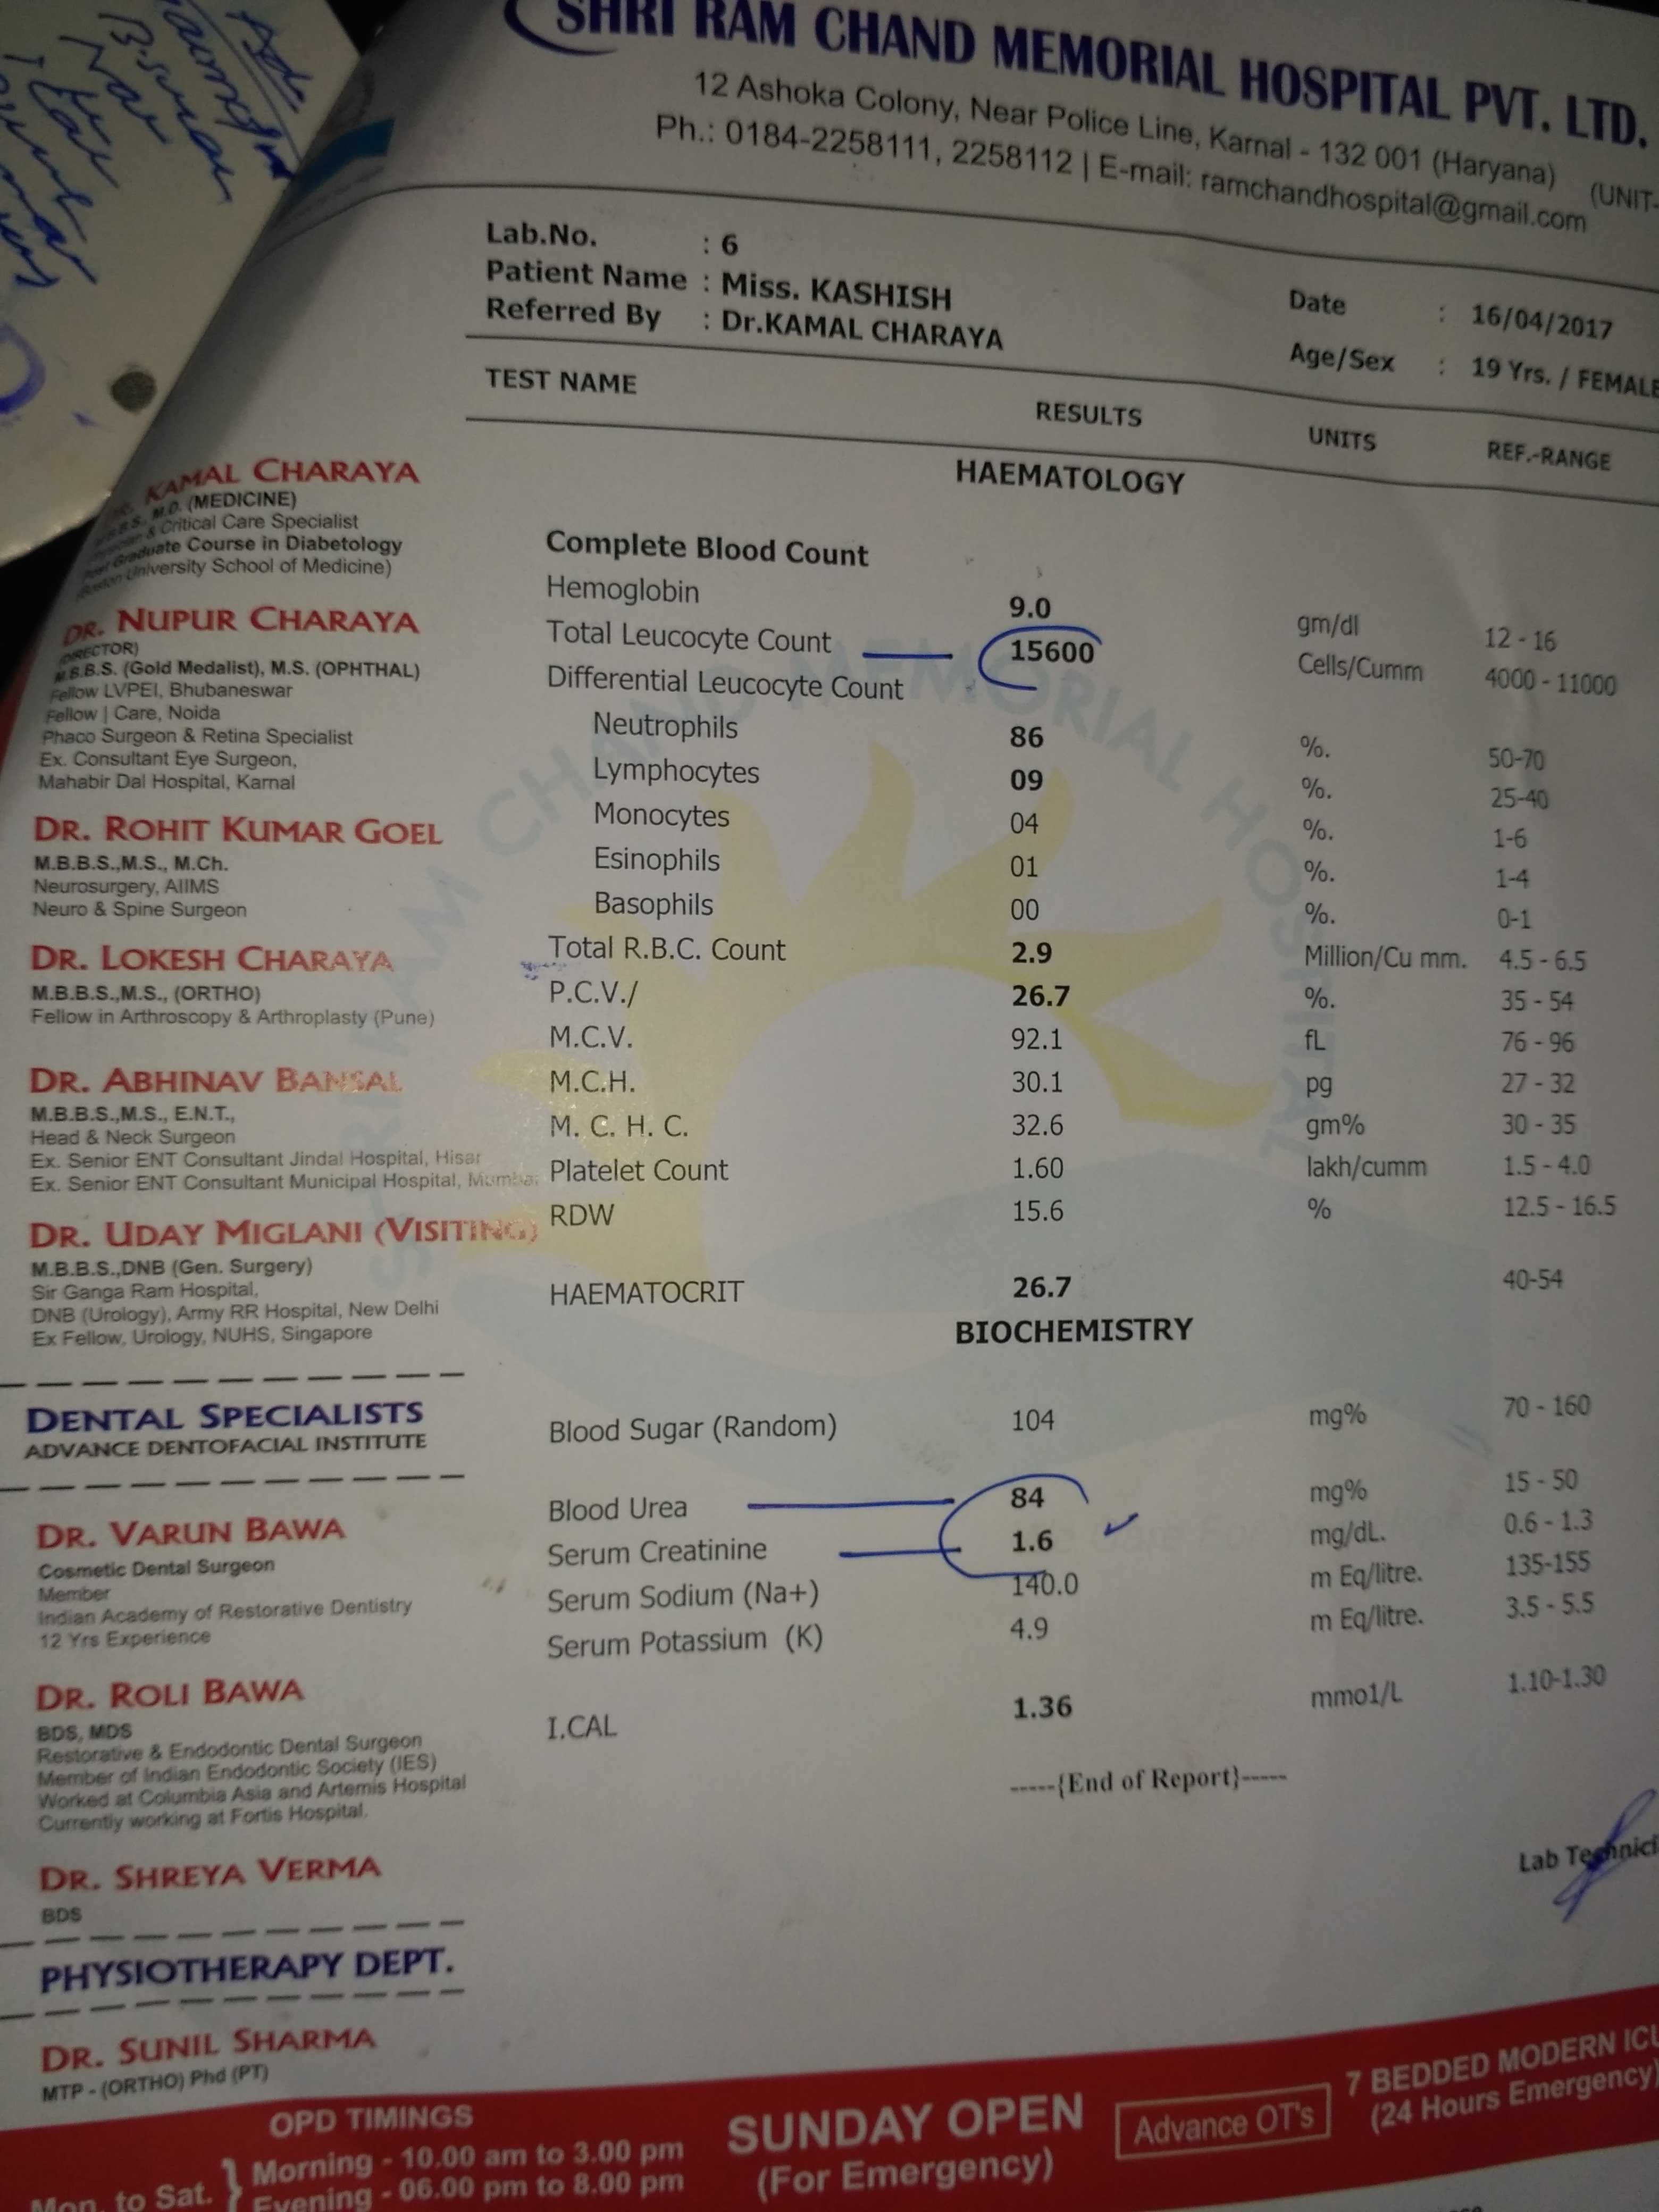 SHRI RAM CHAND MEMORIAL HOSPITAL PVT. LTD.
12 Ashoka Colony, Near Police Line, Karnal - 132 001 (Haryana) (UNIT-
Ph.: 0184-2258111, 2258112 | E-mail: ramchandhospital@gmail.com
Lab.No. : 6
Patient Name : Miss. KASHISH
Referred By : Dr.KAMAL CHARAYA
Date : 16/04/2017
Age/Sex : 19 Yrs. / FEMALE
TEST NAME RESULTS UNITS REF.-RANGE
HAEMATOLOGY
Complete Blood Count
Hemoglobin 9.0 gm/dl 12 - 16
Total Leucocyte Count 15600 Cells/Cumm 4000 - 11000
Differential Leucocyte Count
Neutrophils 86 %. 50-70
Lymphocytes 09 %. 25-40
Monocytes 04 %. 1-6
Esinophils 01 %. 1-4
Basophils 00 %. 0-1
Total R.B.C. Count 2.9 Million/Cu mm. 4.5 - 6.5
P.C.V./ 26.7 %. 35 - 54
M.C.V. 92.1 fL 76 - 96
M.C.H. 30.1 pg 27 - 32
M. C. H. C. 32.6 gm% 30 - 35
Platelet Count 1.60 lakh/cumm 1.5 - 4.0
RDW 15.6 % 12.5 - 16.5
HAEMATOCRIT 26.7 40-54
BIOCHEMISTRY
Blood Sugar (Random) 104 mg% 70 - 160
Blood Urea 84 mg% 15 - 50
Serum Creatinine 1.6 mg/dL. 0.6 - 1.3
Serum Sodium (Na+) 140.0 m Eq/litre. 135-155
Serum Potassium (K) 4.9 m Eq/litre. 3.5 - 5.5
I.CAL 1.36 mmo1/L 1.10-1.30
-----{End of Report}-----
Lab Technici
DR. KAMAL CHARAYA
M.B.B.S., M.D. (MEDICINE)
& Critical Care Specialist
Post Graduate Course in Diabetology
(Boston University School of Medicine)
DR. NUPUR CHARAYA
(DIRECTOR)
M.B.B.S. (Gold Medalist), M.S. (OPHTHAL)
Fellow LVPEI, Bhubaneswar
Fellow | Care, Noida
Phaco Surgeon & Retina Specialist
Ex. Consultant Eye Surgeon,
Mahabir Dal Hospital, Karnal
DR. ROHIT KUMAR GOEL
M.B.B.S.,M.S., M.Ch.
Neurosurgery, AIIMS
Neuro & Spine Surgeon
DR. LOKESH CHARAYA
M.B.B.S.,M.S., (ORTHO)
Fellow in Arthroscopy & Arthroplasty (Pune)
DR. ABHINAV BANSAL
M.B.B.S.,M.S., E.N.T.,
Head & Neck Surgeon
Ex. Senior ENT Consultant Jindal Hospital, Hisar
Ex. Senior ENT Consultant Municipal Hospital, Mumbai
DR. UDAY MIGLANI (VISITING)
M.B.B.S.,DNB (Gen. Surgery)
Sir Ganga Ram Hospital,
DNB (Urology), Army RR Hospital, New Delhi
Ex Fellow, Urology, NUHS, Singapore
DENTAL SPECIALISTS
ADVANCE DENTOFACIAL INSTITUTE
DR. VARUN BAWA
Cosmetic Dental Surgeon
Member
Indian Academy of Restorative Dentistry
12 Yrs Experience
DR. ROLI BAWA
BDS, MDS
Restorative & Endodontic Dental Surgeon
Member of Indian Endodontic Society (IES)
Worked at Columbia Asia and Artemis Hospital
Currently working at Fortis Hospital.
DR. SHREYA VERMA
BDS
PHYSIOTHERAPY DEPT.
DR. SUNIL SHARMA
MTP - (ORTHO) Phd (PT)
OPD TIMINGS
Mon. to Sat. } Morning - 10.00 am to 3.00 pm
Evening - 06.00 pm to 8.00 pm
SUNDAY OPEN
(For Emergency)
Advance OT's
7 BEDDED MODERN ICU
(24 Hours Emergency)
SHRI RAM CHAND MEMORIAL HOSPITAL